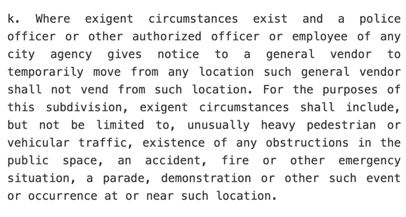 k. Where exigent circumstances exist and a police
officer or other authorized officer or employee of any
city agency gives notice to a general vendor to
temporarily move from any location such general vendor
shall not vend from such location. For the purposes of
this subdivision, exigent circumstances shall include,
but not be limited to, unusually heavy pedestrian or
vehicular traffic, existence of any obstructions in the
public space, an accident, fire or other emergency
situation, a parade, demonstration or other such event
or occurrence at or near such location.